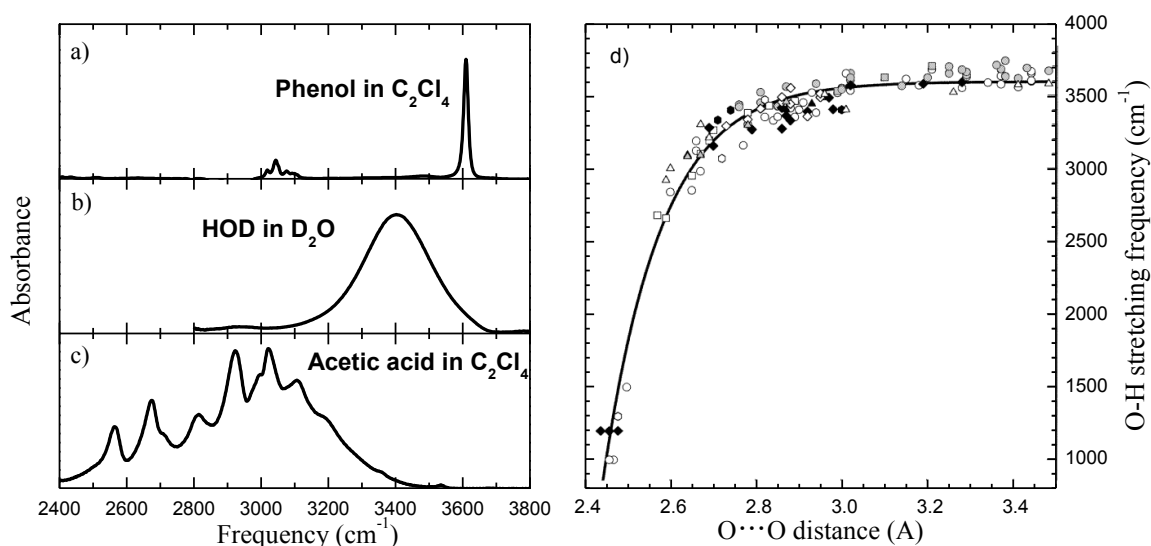 a)
Phenol in C₂Cl₄
b)
HOD in D₂O
c)
Acetic acid in C₂Cl₄
Absorbance
2400 2600 2800 3000 3200 3400 3600 3800
Frequency (cm⁻¹)
d)
4000
3500
3000
2500
2000
1500
1000
O-H stretching frequency (cm⁻¹)
2.4 2.6 2.8 3.0 3.2 3.4
O···O distance (A)